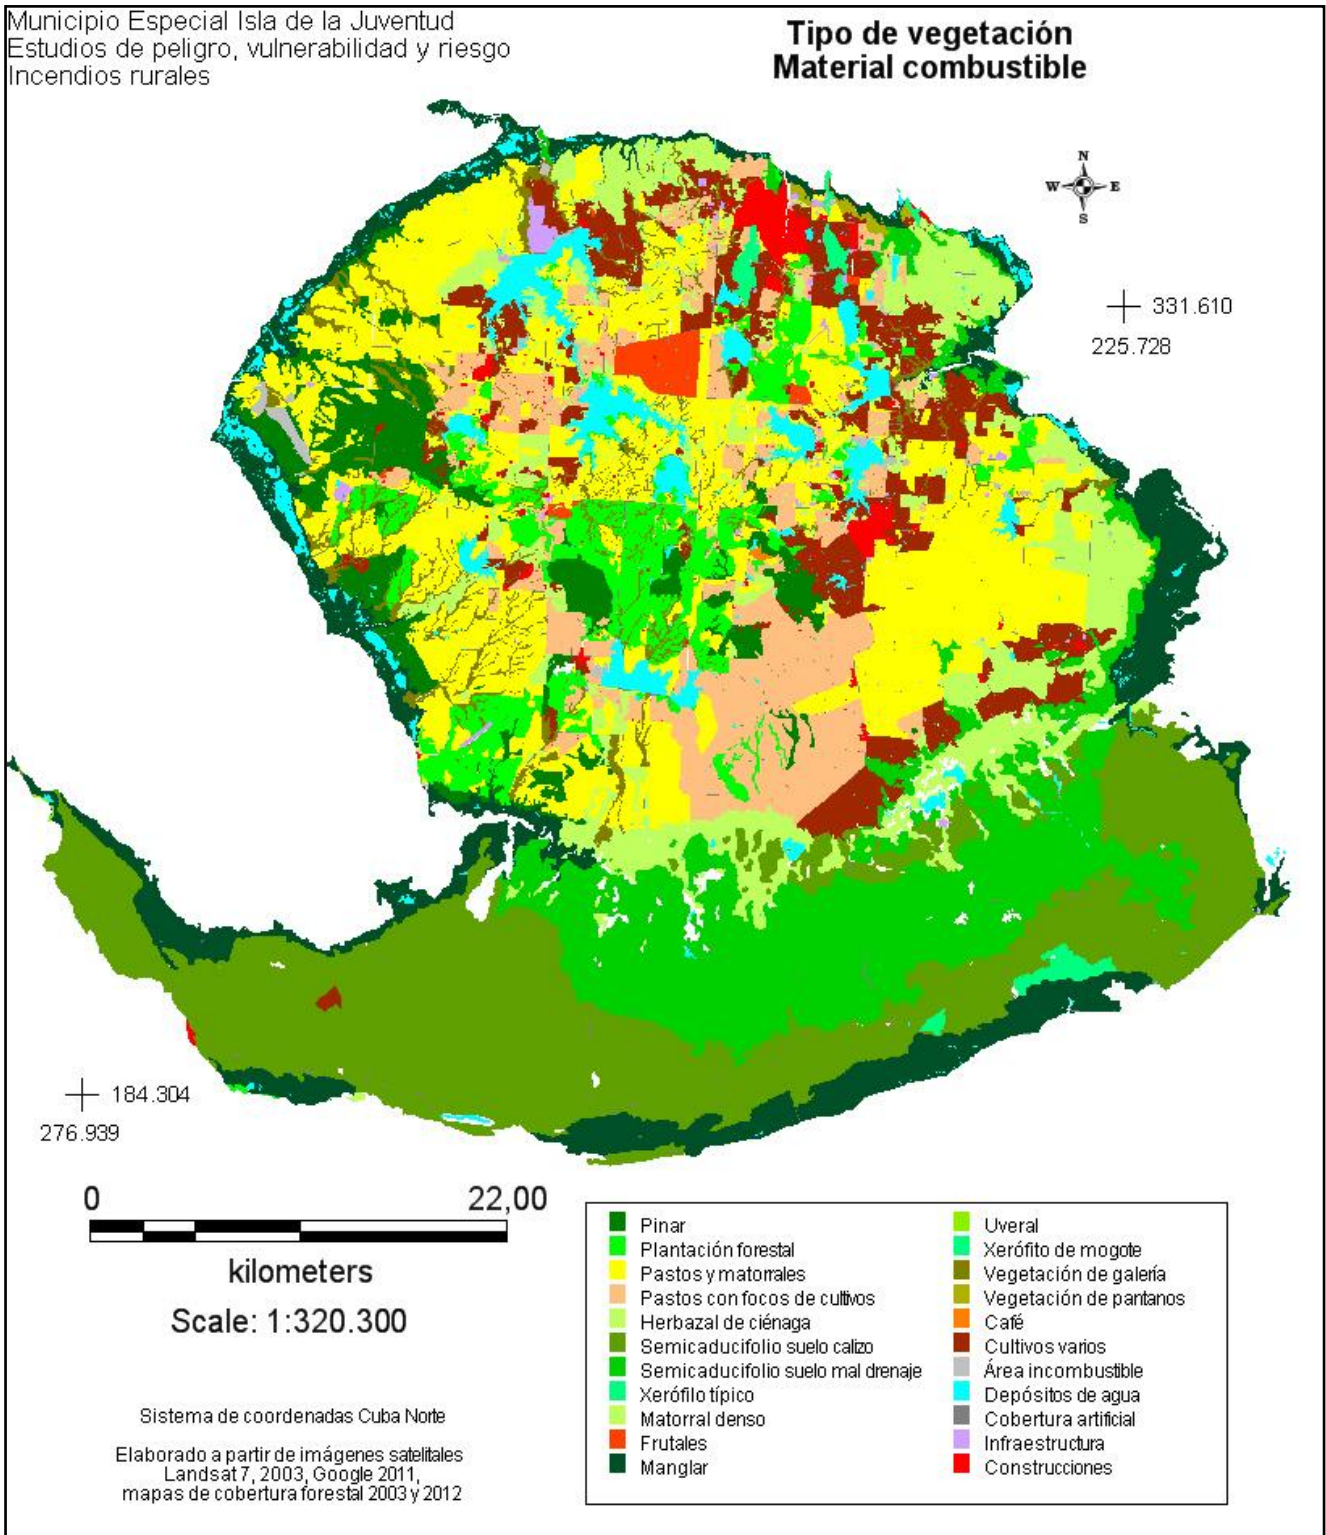 Municipio Especial Isla de la Juventud
Estudios de peligro, vulnerabilidad y riesgo
Incendios rurales
Tipo de vegetación
Material combustible
N
W
E
S
331.610
225.728
184.304
276.939
0
22,00
kilometers
Scale: 1:320.300
Sistema de coordenadas Cuba Norte
Elaborado a partir de imágenes satelitales
Landsat 7, 2003, Google 2011,
mapas de cobertura forestal 2003 y 2012
Pinar
Plantación forestal
Pastos y matorrales
Pastos con focos de cultivos
Herbazal de ciénaga
Semicaducifolio suelo calizo
Semicaducifolio suelo mal drenaje
Xerófilo típico
Matorral denso
Frutales
Manglar
Uveral
Xerófito de mogote
Vegetación de galería
Vegetación de pantanos
Café
Cultivos varios
Área incombustible
Depósitos de agua
Cobertura artificial
Infraestructura
Construcciones